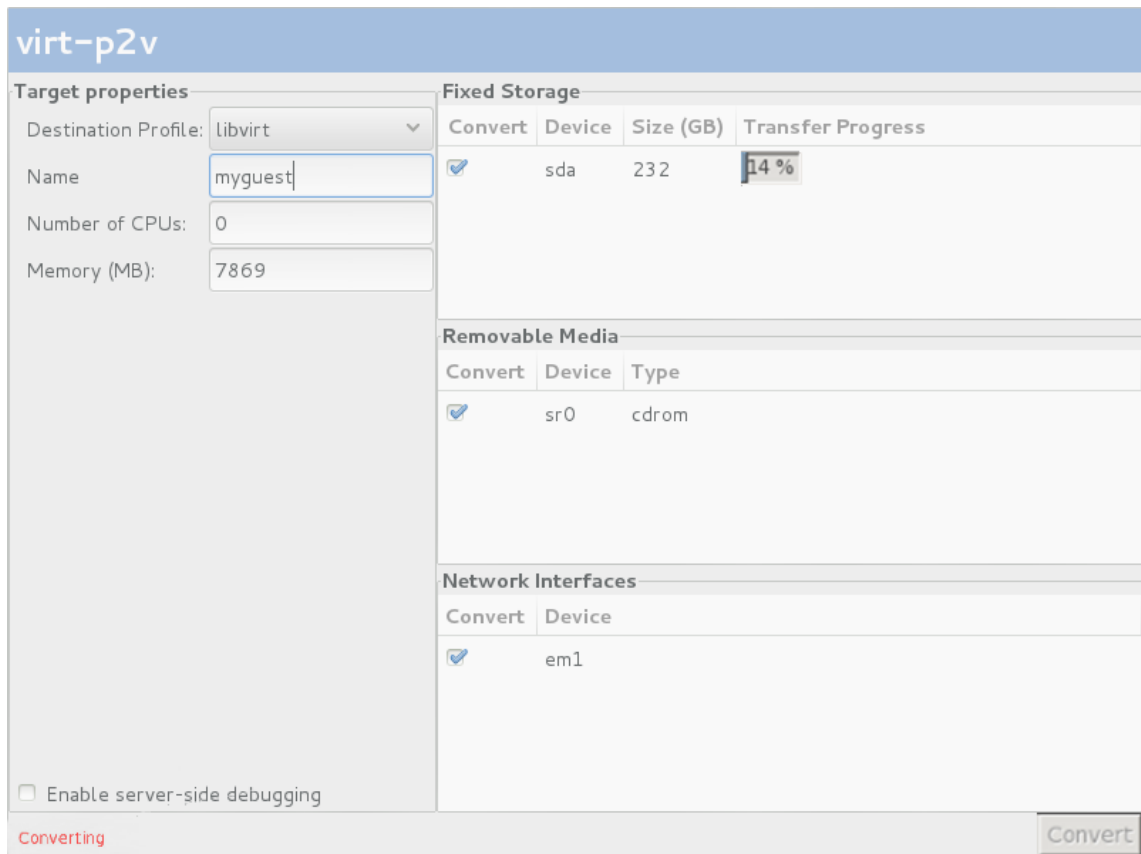 virt-p2v
Target properties
Destination Profile: libvirt
Name myguest
Number of CPUs: 0
Memory (MB): 7869
Enable server-side debugging
Fixed Storage
Convert Device Size (GB) Transfer Progress
sda 232 14 %
Removable Media
Convert Device Type
sr0 cdrom
Network Interfaces
Convert Device
em1
Converting
Convert